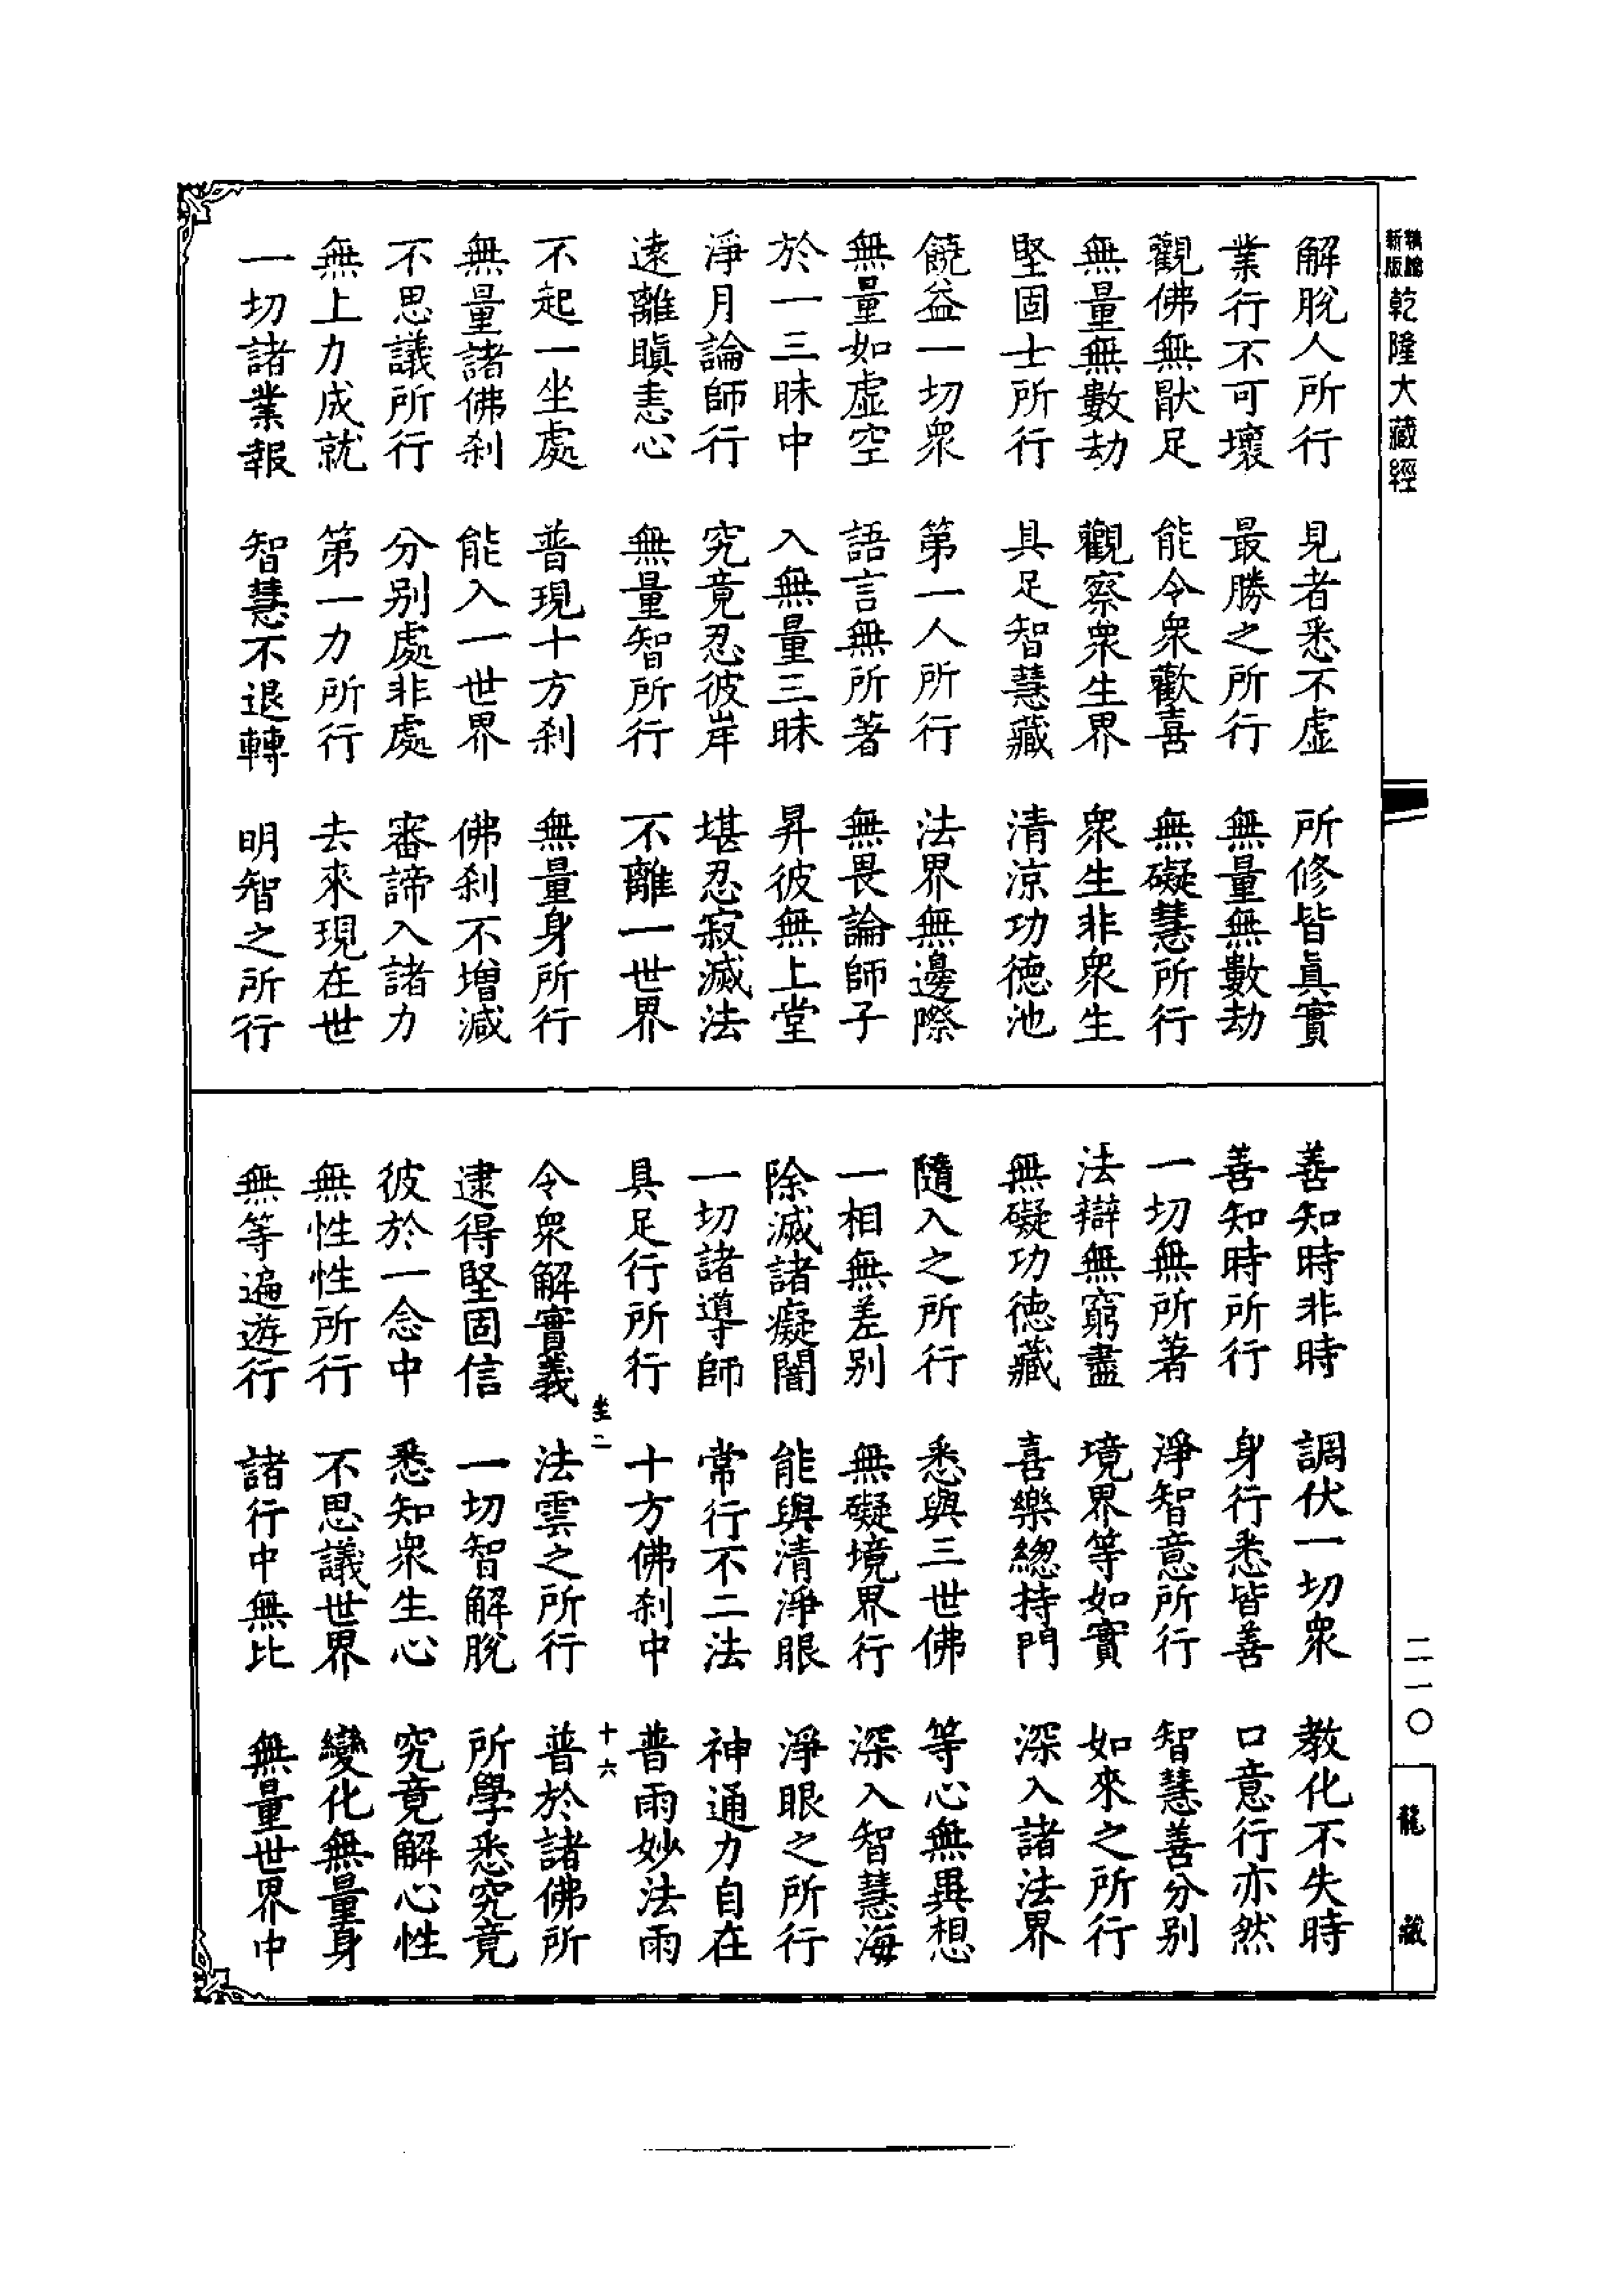 新版 乾隆大藏經
解脫人所行 見者悉不虛 所修皆眞實
業行不可壞 最勝之所行 無量無數劫
觀佛無猒足 能令衆歡喜 無礙慧所行
無量無數劫 觀察衆生界 衆生非衆生
堅固士所行 具足智慧藏 清涼功德池
饒益一切衆 第一人所行 法界無邊際
無量如虛空 語言無所著 無畏論師子
於一三昧中 入無量三昧 昇彼無上堂
淨月論師行 究竟忍彼岸 堪忍寂滅法
遠離瞋恚心 無量智所行 不離一世界
不起一坐處 普現十方刹 無量身所行
無量諸佛刹 能入一世界 佛刹不增減
不思議所行 分別處非處 審諦入諸力
無上力成就 第一力所行 去來現在世
一切諸業報 智慧不退轉 明智之所行
善知時非時 調伏一切衆 教化不失時
善知時所行 身行悉皆善 口意行亦然
一切無所著 淨智意所行 智慧善分別
法辯無窮盡 境界等如實 如來之所行
無礙功德藏 喜樂總持門 深入諸法界
隨入之所行 悉與三世佛 等心無異想
一相無差別 無礙境界行 深入智慧海
除滅諸癡闇 能與清淨眼 淨眼之所行
一切諸導師 常行不二法 神通力自在
具足行所行 十方佛刹中 普雨妙法雨
坐二 十六
令衆解實義 法雲之所行 普於諸佛所
逮得堅固信 一切智解脫 所學悉究竟
彼於一念中 悉知衆生心 究竟解心性
無性性所行 不思議世界 變化無量身
無等遍遊行 諸行中無比 無量世界中
二一〇
龍藏